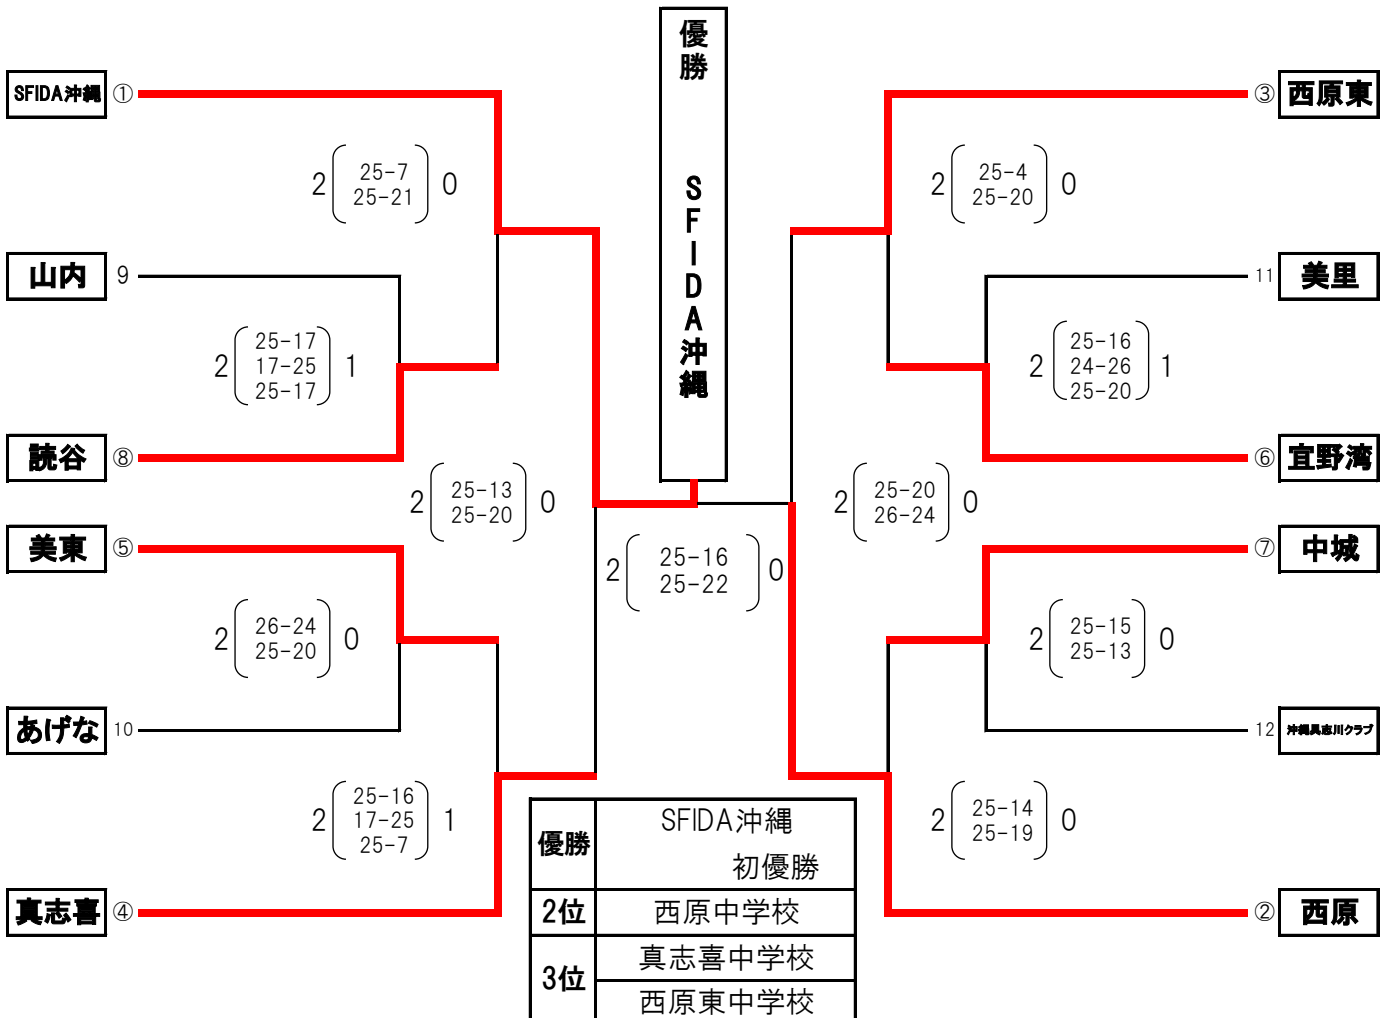 優勝 SFIDA沖縄
SFIDA沖縄 ①
③ 西原東
2 25-7 0
25-21
2 25-4 0
25-20
山内 9
11 美里
2 25-17 1
17-25
25-17
2 25-16 1
24-26
25-20
読谷 ⑧
⑥ 宜野湾
2 25-13 0
25-20
2 25-20 0
26-24
美東 ⑤
⑦ 中城
2 25-16 0
25-22
2 26-24 0
25-20
2 25-15 0
25-13
あげな 10
12 沖縄具志川クラブ
2 25-16 1
17-25
25-7
2 25-14 0
25-19
真志喜 ④
② 西原
優勝 SFIDA沖縄
初優勝
2位 西原中学校
3位 真志喜中学校
西原東中学校